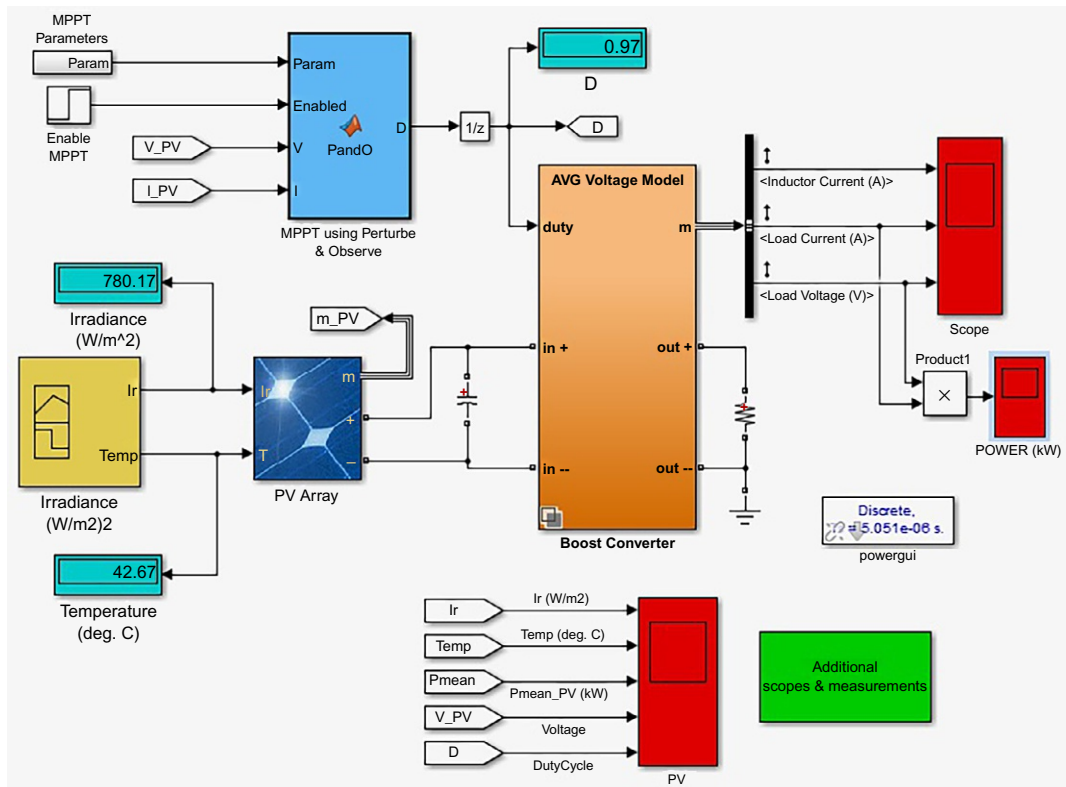 MPPT
Parameters
Param
Enable
MPPT
V_PV
I_PV
Param
Enabled
V
I
D
PandO
MPPT using Perturbe
& Observe
1/z
0.97
D
D
AVG Voltage Model
duty
m
in +
out +
in --
out --
Boost Converter
<Inductor Current (A)>
<Load Current (A)>
<Load Voltage (V)>
Scope
Product1
×
POWER (kW)
780.17
Irradiance
(W/m^2)
m_PV
Ir
Temp
Irradiance
(W/m2)2
Ir
T
m
+
–
PV Array
42.67
Temperature
(deg. C)
Discrete,
5.051e-06 s.
powergui
Ir
Ir (W/m2)
Temp
Temp (deg. C)
Pmean
Pmean_PV (kW)
V_PV
Voltage
D
DutyCycle
PV
Additional
scopes & measurements